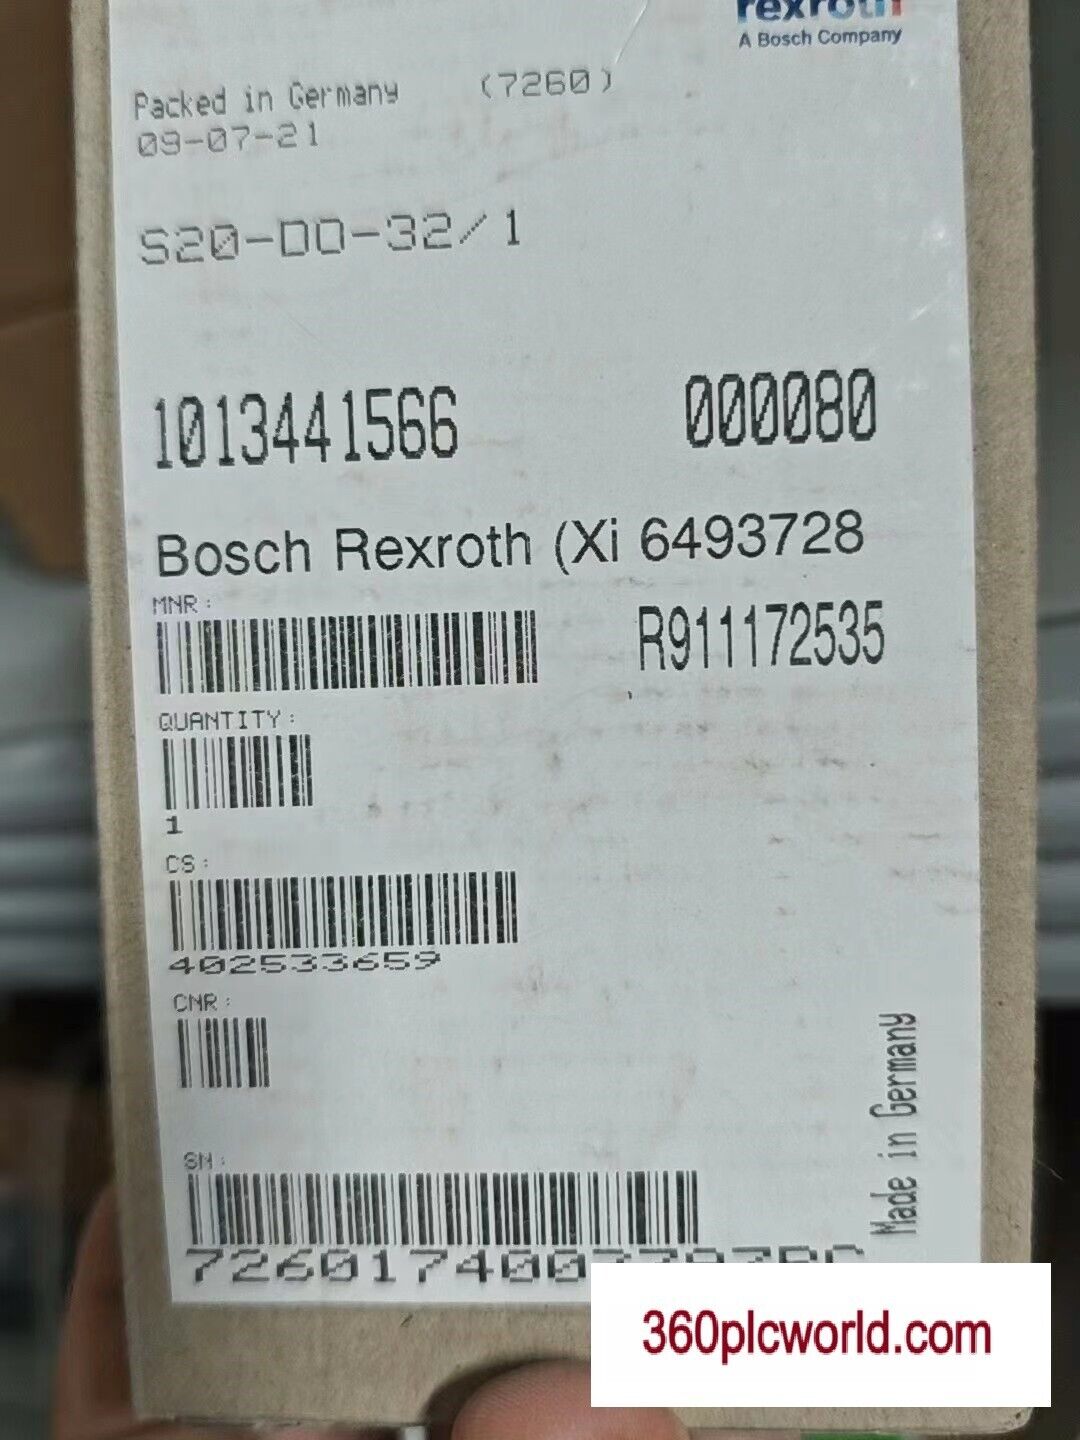 rexroth
A Bosch Company
Packed in Germany (7260)
09-07-21
S20-DO-32/1
1013441566 000080
Bosch Rexroth (Xi 6493728
MNR:
R911172535
QUANTITY:
1
CS:
402533659
CNR:
SN:
Made in Germany
360plcworld.com